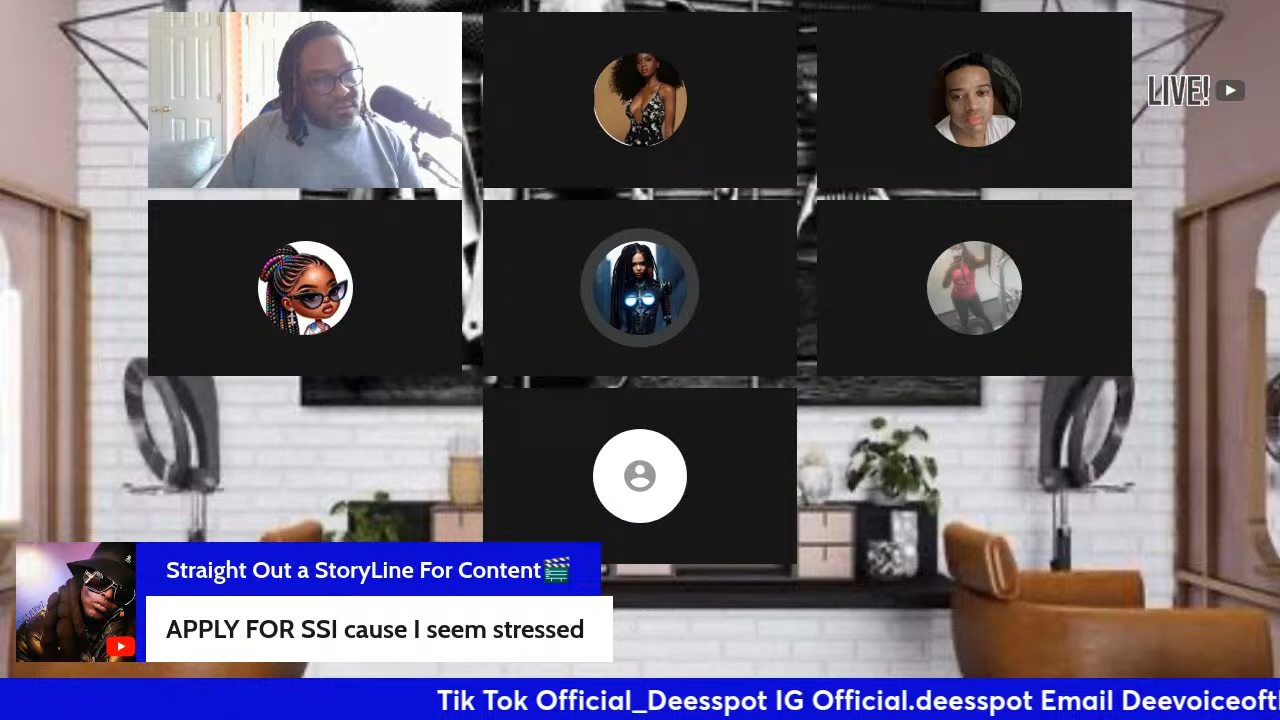 LIVE!
Straight Out a StoryLine For Content🎬
APPLY FOR SSI cause I seem stressed
Tik Tok Official_Deesspot IG Official.deesspot Email Deevoiceoft